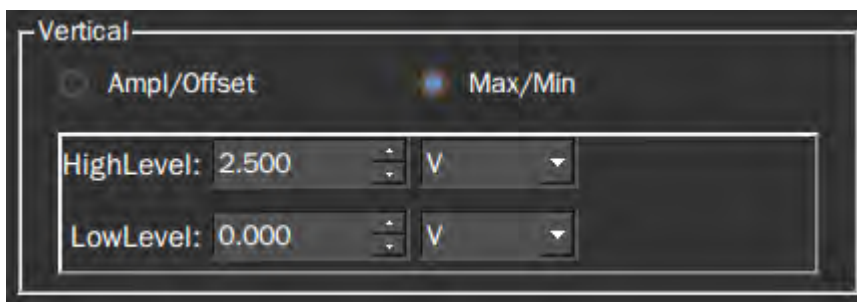 Vertical
Ampl/Offset Max/Min
HighLevel: 2.500 V
LowLevel: 0.000 V